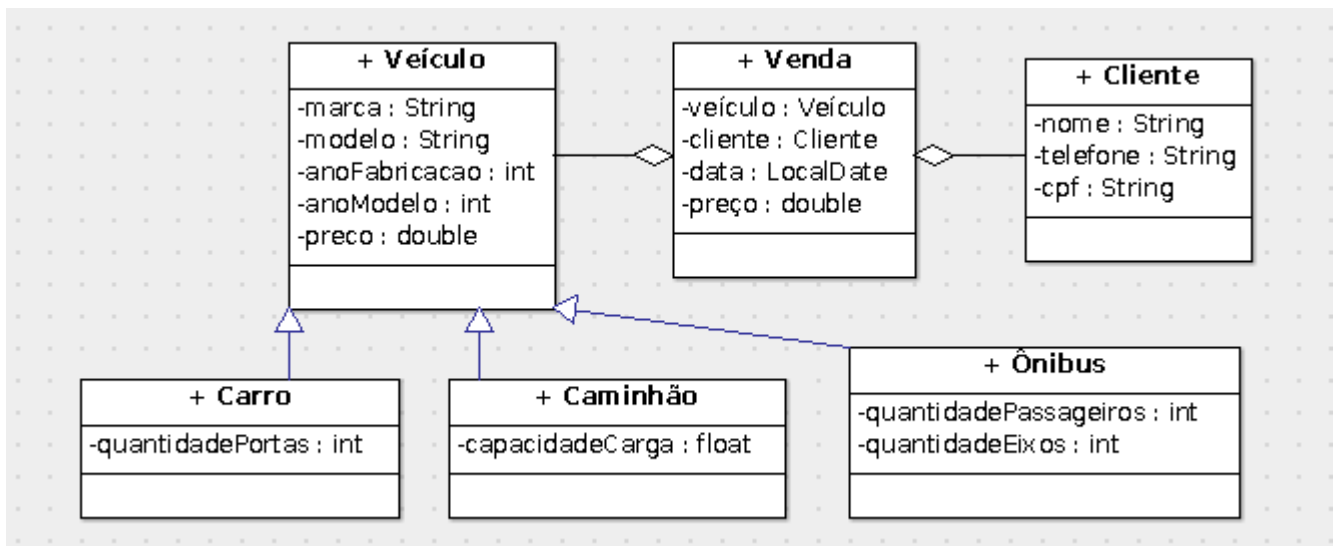 + Veículo
-marca : String
-modelo : String
-anoFabricacao : int
-anoModelo : int
-preco : double
+ Venda
-veículo : Veículo
-cliente : Cliente
-data : LocalDate
-preço : double
+ Cliente
-nome : String
-telefone : String
-cpf : String
+ Carro
-quantidadePortas : int
+ Caminhão
-capacidadeCarga : float
+ Ônibus
-quantidadePassageiros : int
-quantidadeEixos : int